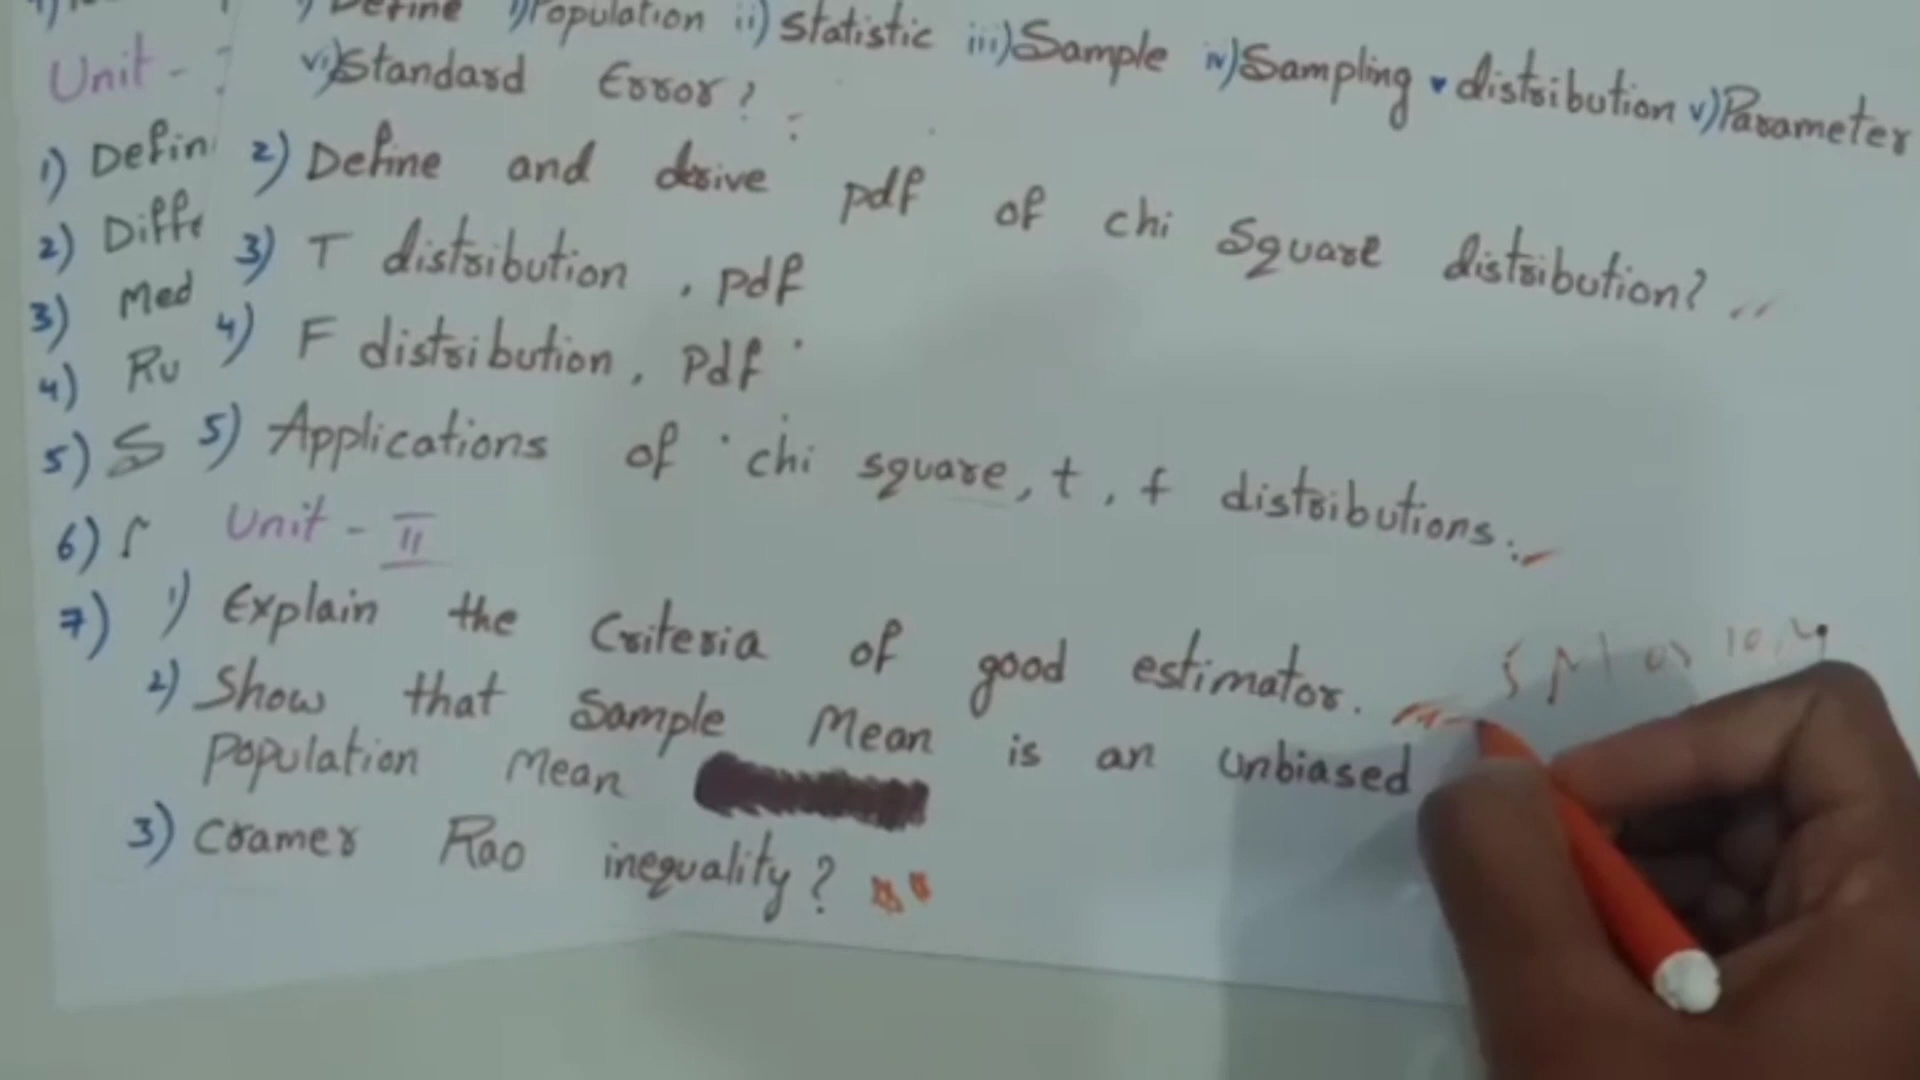 Define i) Population ii) Statistic iii) Sample iv) Sampling distribution v) Parameter
vi) Standard Error?
2) Define and derive pdf of chi Square distribution?
3) T distribution, pdf
4) F distribution, Pdf
5) Applications of chi square, t, f distributions.
Unit - II
1) Explain the Criteria of good estimator.
2) Show that Sample Mean is an unbiased
Population Mean
3) Cramer Rao inequality?
Unit -
1)
2)
3) Med
4) Ru
5) S
6)
7)